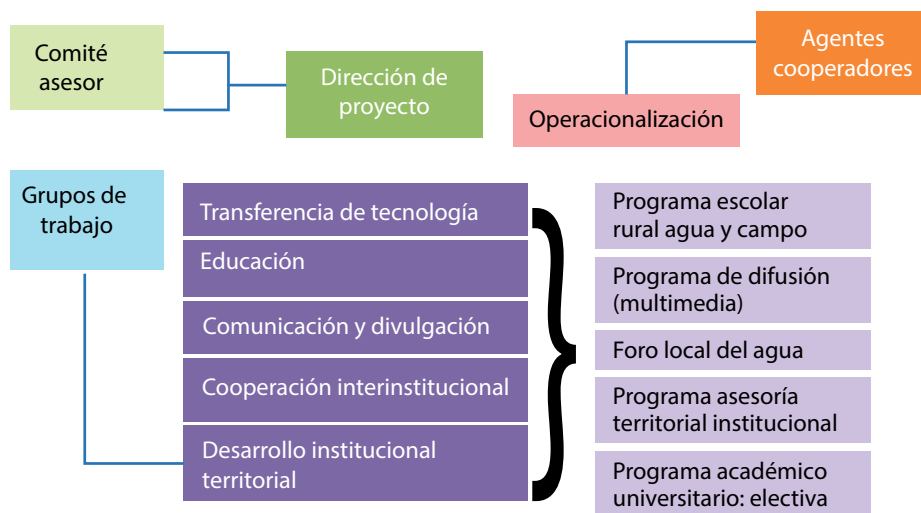 Comité
asesor
Dirección de
proyecto
Agentes
cooperadores
Operacionalización
Grupos de
trabajo
Transferencia de tecnología
Educación
Comunicación y divulgación
Cooperación interinstitucional
Desarrollo institucional
territorial
Programa escolar
rural agua y campo
Programa de difusión
(multimedia)
Foro local del agua
Programa asesoría
territorial institucional
Programa académico
universitario: electiva